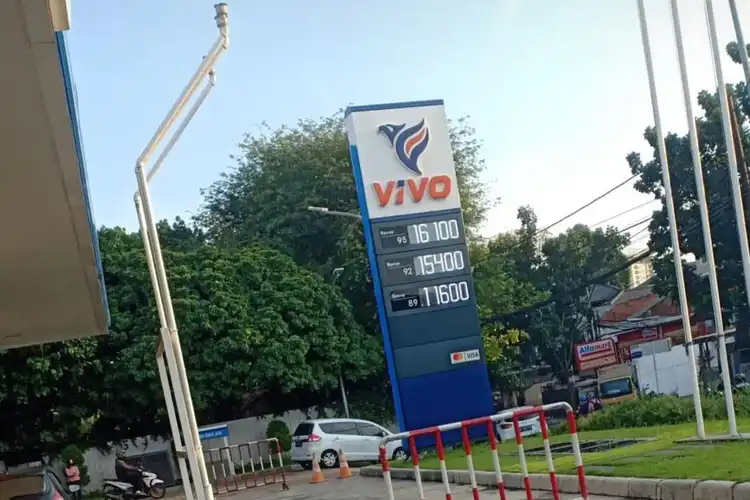 VIVO
Revvo 95 16100
Revvo 92 15400
Revvo 89 11600
VISA
Alfamart